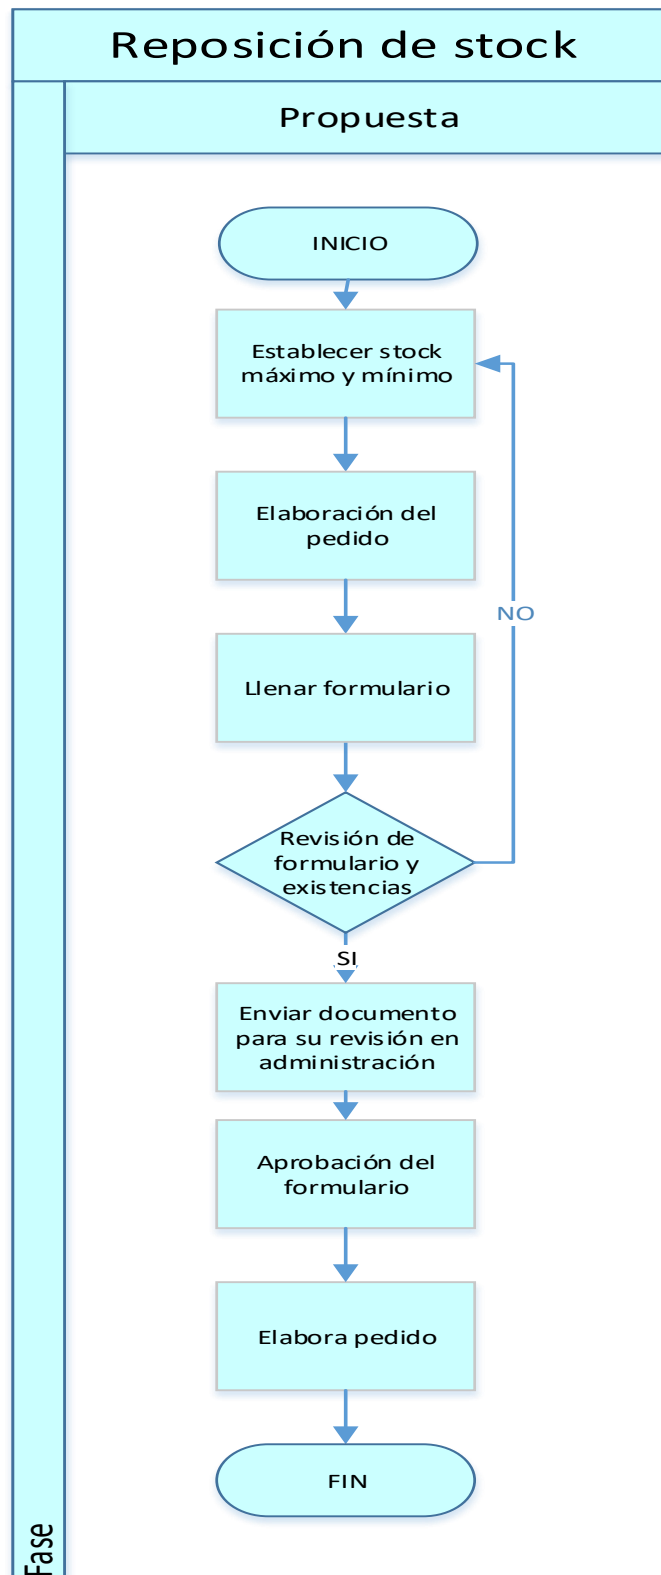 Reposición de stock
Propuesta
INICIO
Establecer stock
máximo y mínimo
Elaboración del
pedido
NO
Llenar formulario
Revisión de
formulario y
existencias
SI
Enviar documento
para su revisión en
administración
Aprobación del
formulario
Elabora pedido
FIN
Fase